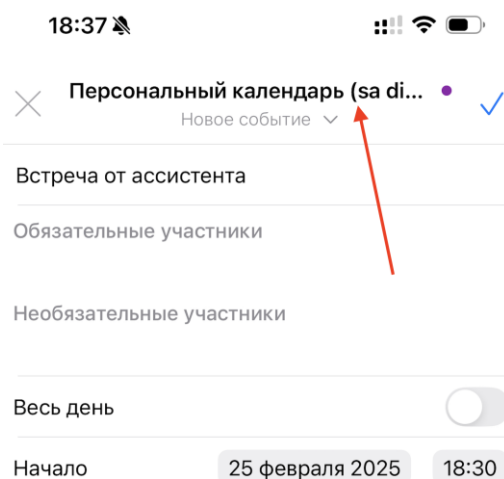 18:37
Персональный календарь (sa di...
Новое событие
Встреча от ассистента
Обязательные участники
Необязательные участники
Весь день
Начало 25 февраля 2025 18:30